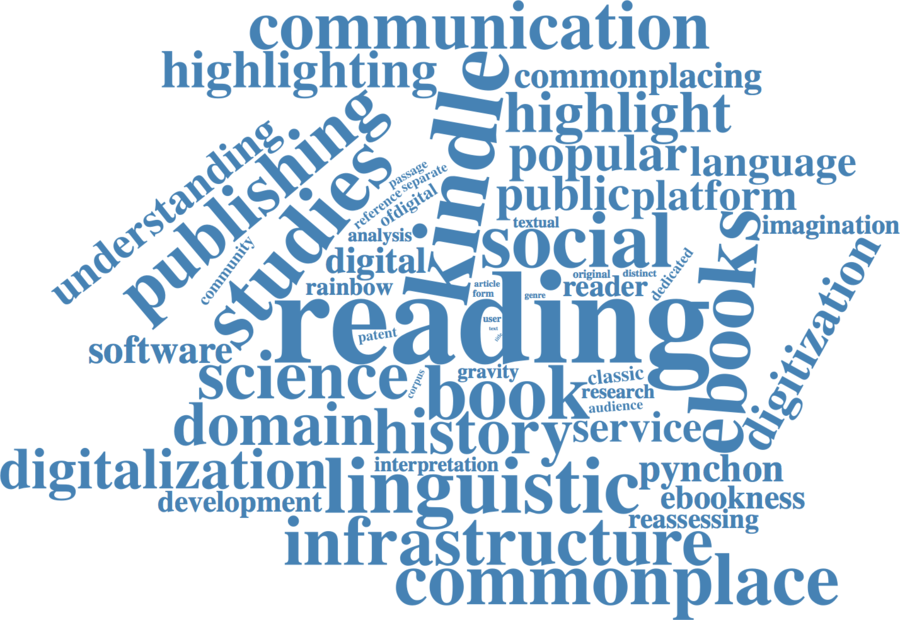 communication
highlighting
commonplacing
kindle
highlight
publishing
popular
language
understanding
studies
passage
separate
reference
public
platform
ofdigital
textual
imagination
social
analysis
community
digital
ebooks
original
distinct
dedicated
rainbow
article
reader
form
genre
reading
user
text
patent
digitization
software
science
corpus
gravity
classic
book
research
audience
domain
history
service
digitalization
linguistic
interpretation
pynchon
development
ebookness
reassessing
infrastructure
commonplace